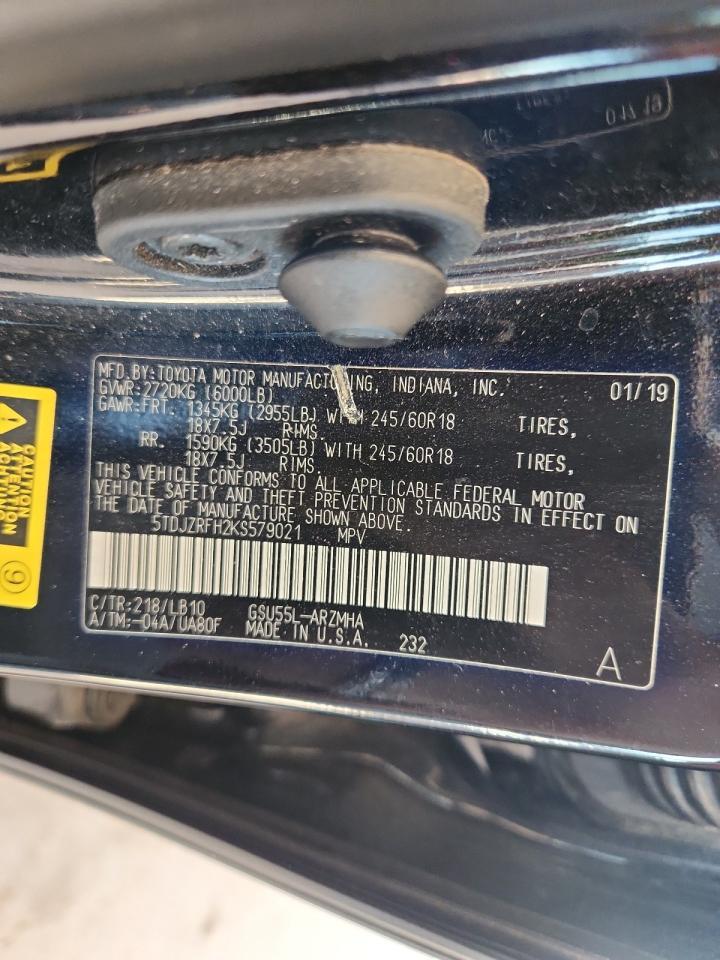 MFD.BY:TOYOTA MOTOR MANUFACTURING, INDIANA, INC. 01/19
GVWR:2720KG (6000LB)
GAWR:FRT. 1345KG (2955LB) WITH 245/60R18 TIRES,
18X7.5J RIMS
RR. 1590KG (3505LB) WITH 245/60R18 TIRES,
18X7.5J RIMS
THIS VEHICLE CONFORMS TO ALL APPLICABLE FEDERAL MOTOR
VEHICLE SAFETY AND THEFT PREVENTION STANDARDS IN EFFECT ON
THE DATE OF MANUFACTURE SHOWN ABOVE.
5TDJZRFH2KS579021 MPV
C/TR:218/LB10 GSU55L-ARZMHA
A/TM:-04A/UA80F MADE IN U.S.A. 232 A
CAUTION
ATTENTION
9